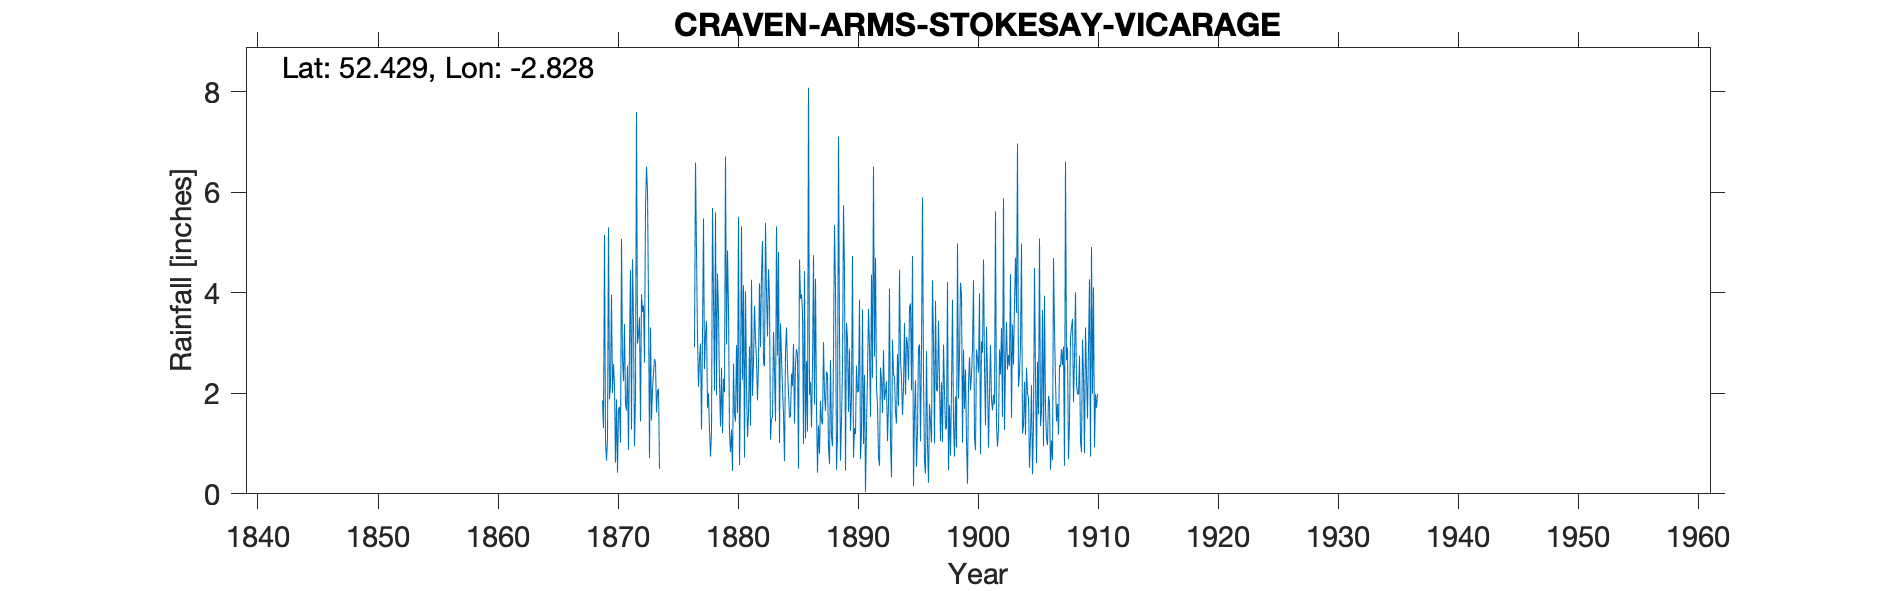 CRAVEN-ARMS-STOKESAY-VICARAGE
Lat: 52.429, Lon: -2.828
8
6
4
2
0
Rainfall [inches]
1840 1850 1860 1870 1880 1890 1900 1910 1920 1930 1940 1950 1960
Year